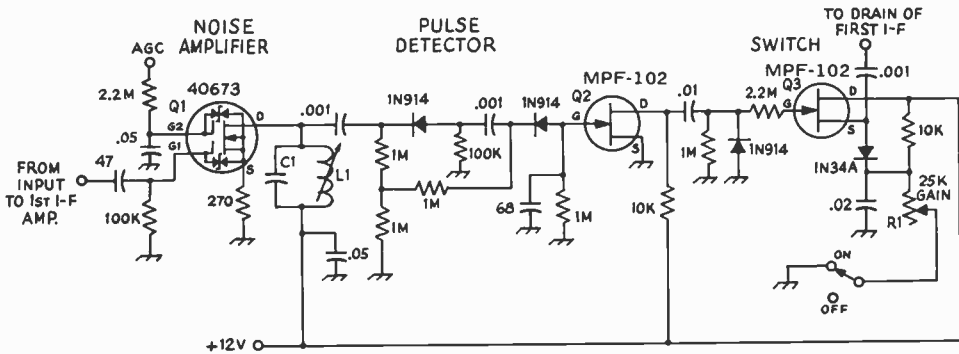 NOISE
AMPLIFIER
PULSE
DETECTOR
SWITCH
TO DRAIN OF
FIRST I-F
AGC
40673
2.2M
Q1
.05
G2
G1
D
S
47
FROM
INPUT
TO 1ST I-F
AMP.
100K
270
C1
L1
.05
.001
1N914
.001
1N914
1M
100K
1M
1M
68
1M
MPF-102
Q2
G
D
S
10K
.01
1M
1N914
2.2M
MPF-102
Q3
G
D
S
.001
10K
1N34A
25K
GAIN
.02
R1
ON
OFF
+12V